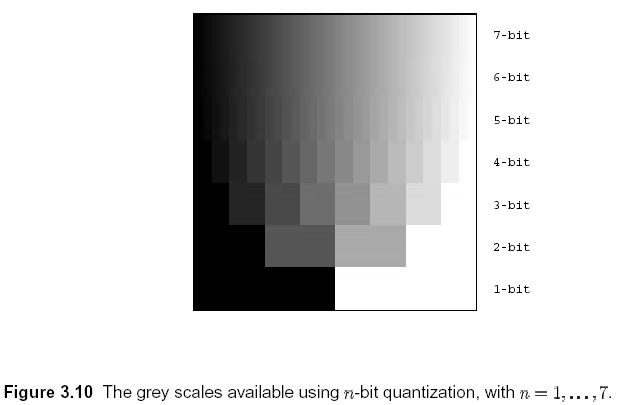 7-bit
6-bit
5-bit
4-bit
3-bit
2-bit
1-bit
Figure 3.10 The grey scales available using n-bit quantization, with n = 1,...,7.